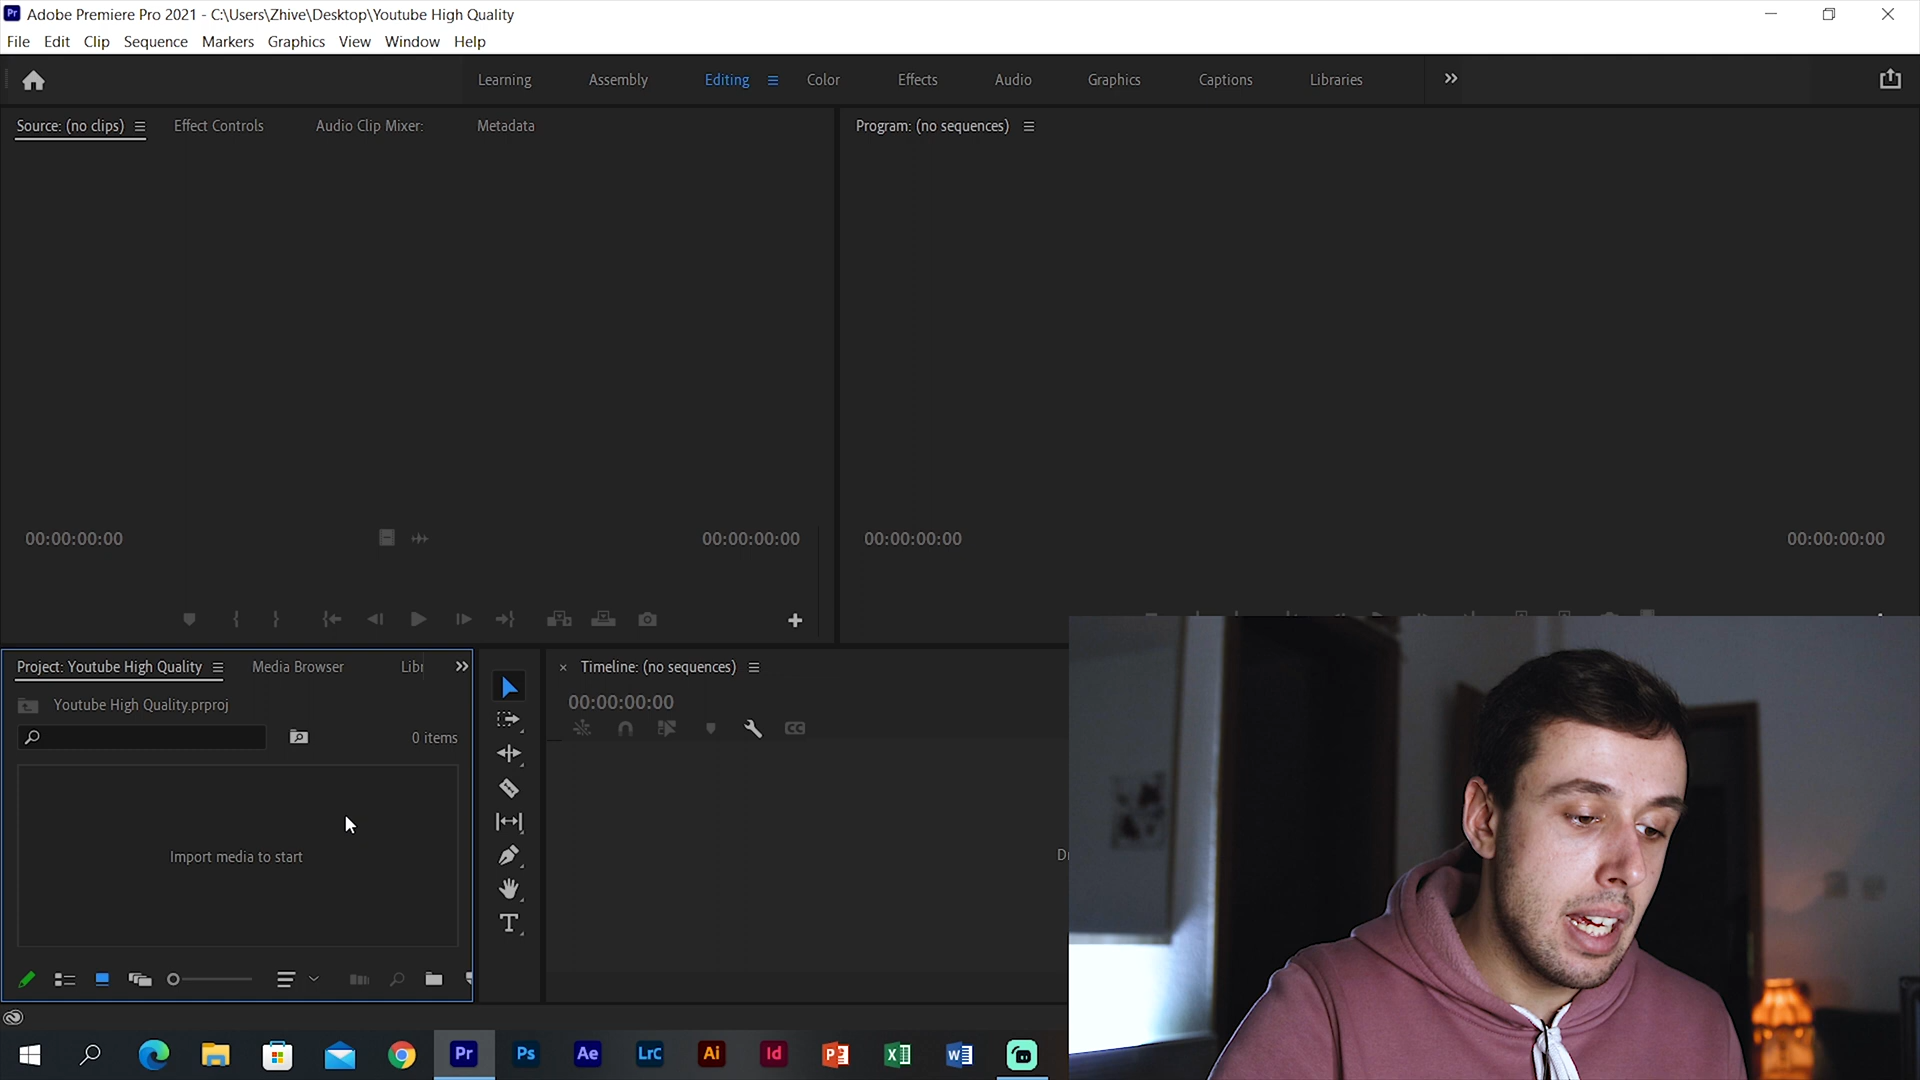 Pr Adobe Premiere Pro 2021 - C:\Users\Zhive\Desktop\Youtube High Quality
File Edit Clip Sequence Markers Graphics View Window Help
Learning Assembly Editing Color Effects Audio Graphics Captions Libraries
Source: (no clips) Effect Controls Audio Clip Mixer: Metadata Program: (no sequences)
00:00:00:00 00:00:00:00 00:00:00:00 00:00:00:00
Project: Youtube High Quality Media Browser Libr Timeline: (no sequences)
Youtube High Quality.prproj 00:00:00:00
0 items CC
Import media to start Dr
T
Pr Ps Ae LrC Ai Id P X W